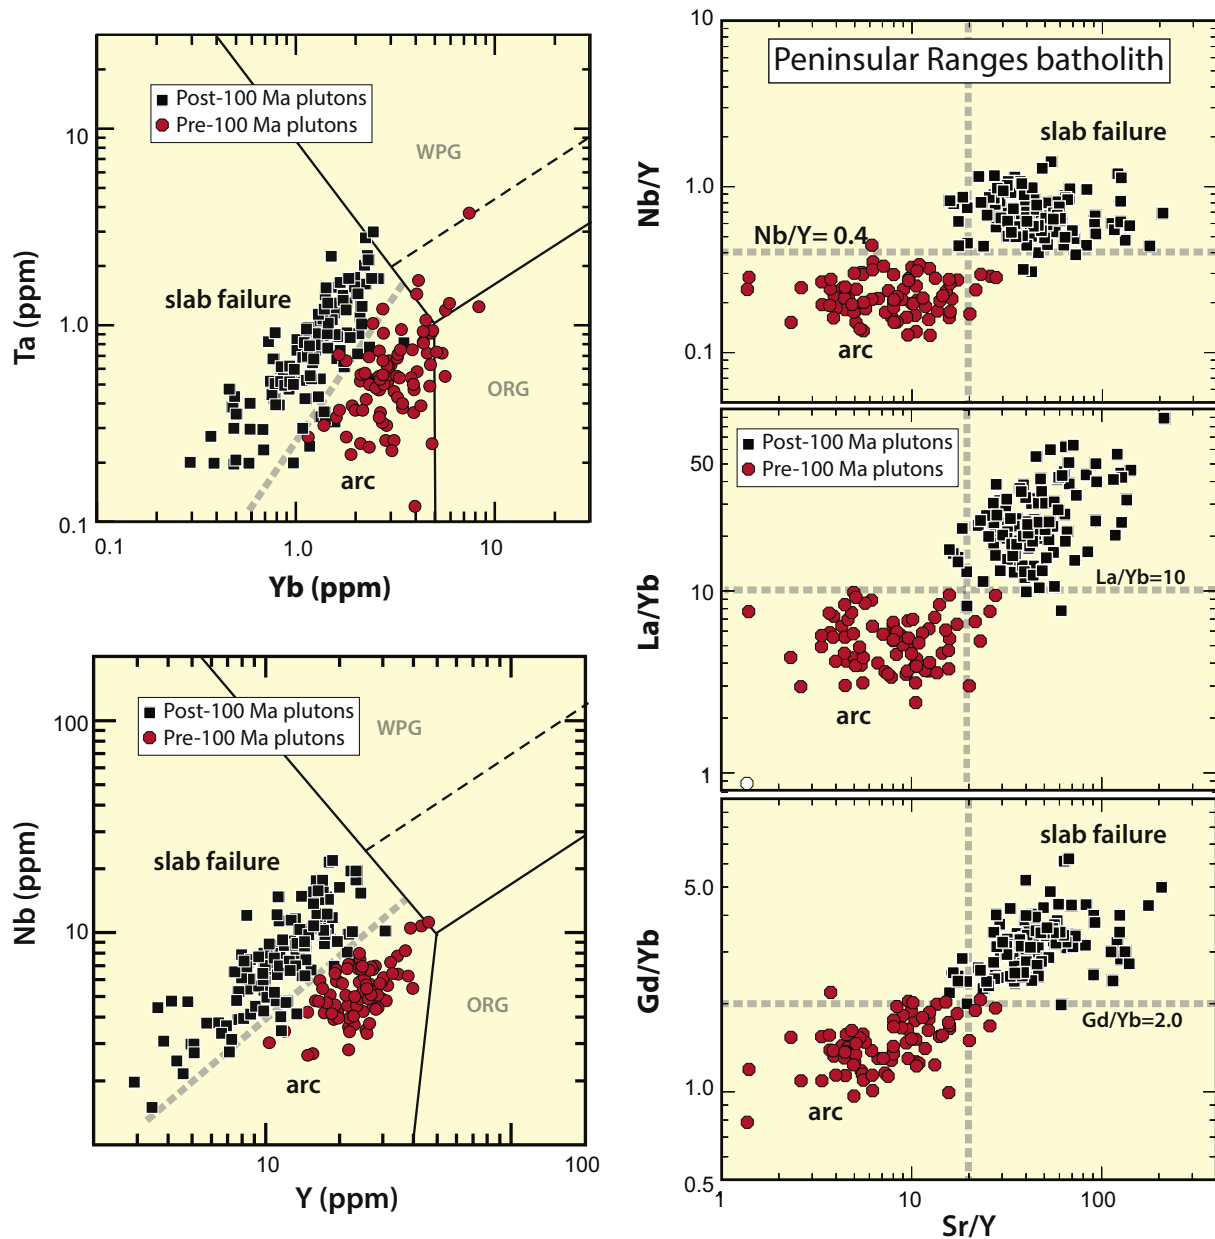 Post-100 Ma plutons
Pre-100 Ma plutons
WPG
slab failure
arc
ORG
Ta (ppm)
10
1.0
0.1
0.1
1.0
10
Yb (ppm)
Post-100 Ma plutons
Pre-100 Ma plutons
WPG
slab failure
arc
ORG
Nb (ppm)
100
10
10
100
Y (ppm)
Peninsular Ranges batholith
slab failure
Nb/Y= 0.4
arc
Nb/Y
10
1.0
0.1
Post-100 Ma plutons
Pre-100 Ma plutons
La/Yb=10
arc
La/Yb
50
10
1
slab failure
Gd/Yb=2.0
arc
Gd/Yb
5.0
1.0
0.5
1
10
100
Sr/Y